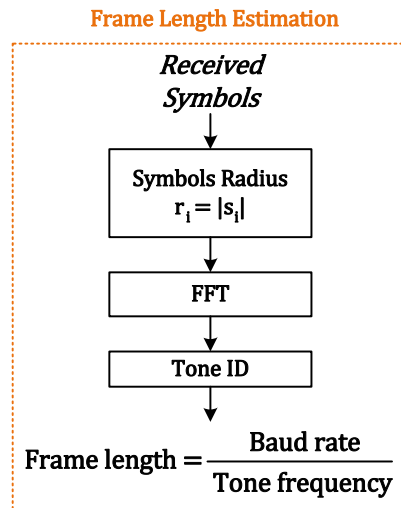 Frame Length Estimation
Received
Symbols
Symbols Radius
rᵢ = |sᵢ|
FFT
Tone ID
Frame length = Baud rate / Tone frequency